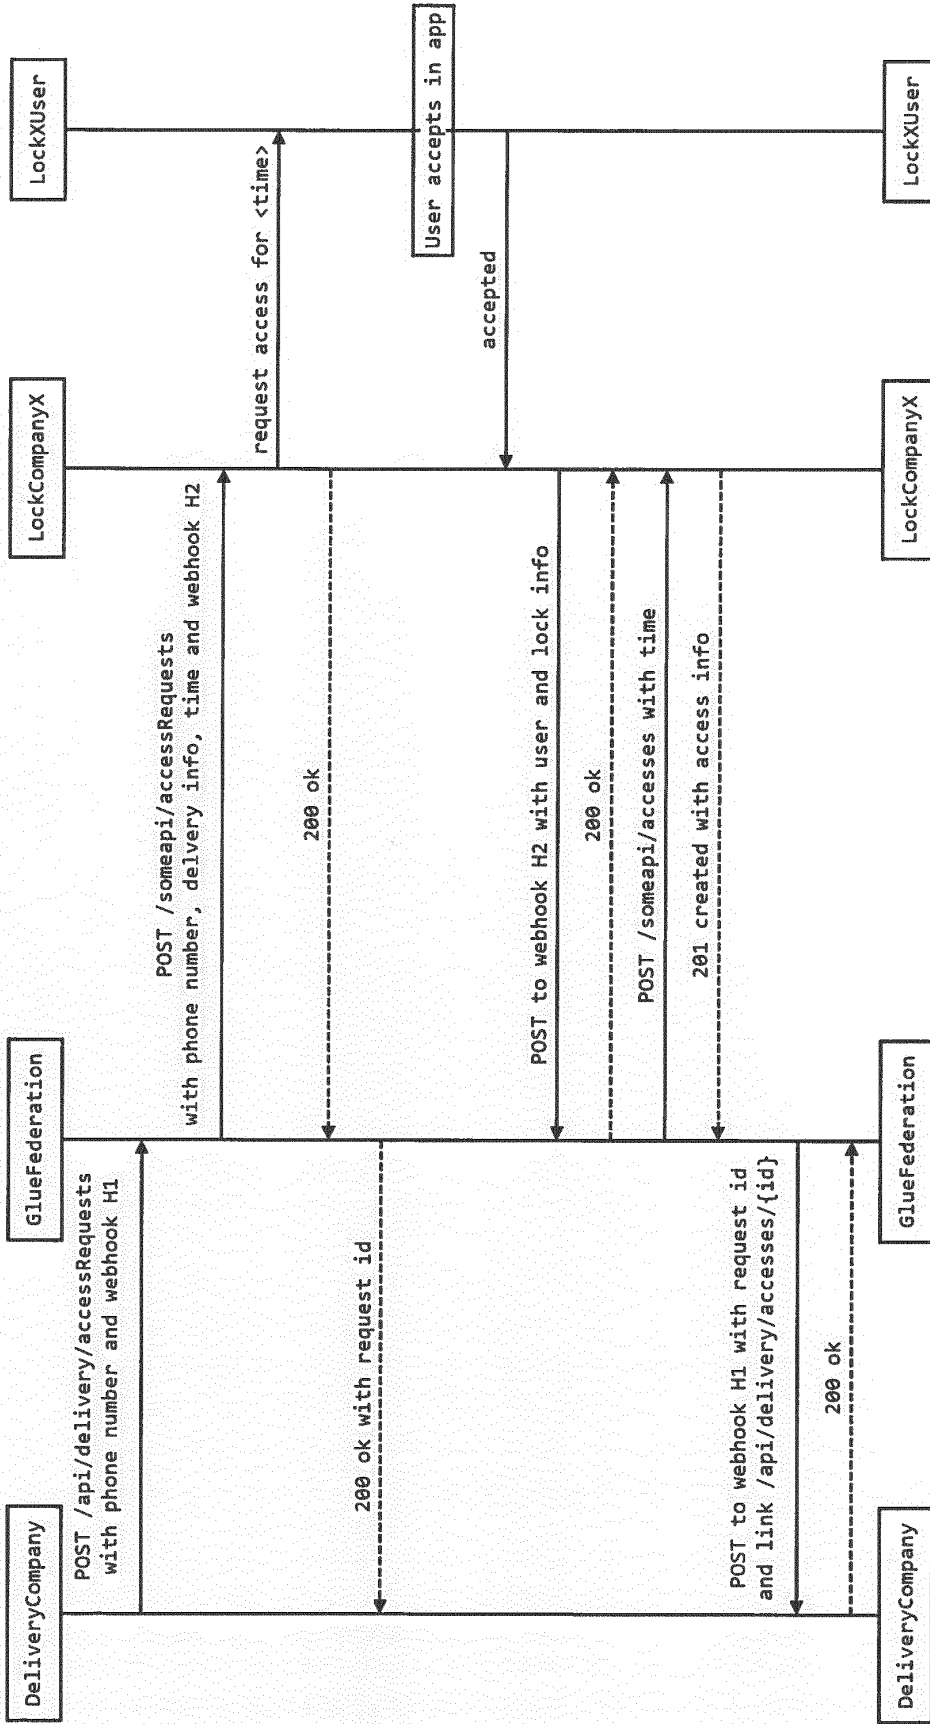 DeliveryCompany
GlueFederation
LockCompanyX
LockXUser
POST /api/delivery/accessRequests
with phone number and webhook H1
POST /someapi/accessRequests
with phone number, delvery info, time and webhook H2
request access for <time>
200 ok
200 ok with request id
User accepts in app
accepted
POST to webhook H2 with user and lock info
200 ok
POST /someapi/accesses with time
201 created with access info
POST to webhook H1 with request id
and link /api/delivery/accesses/{id}
200 ok
DeliveryCompany
GlueFederation
LockCompanyX
LockXUser